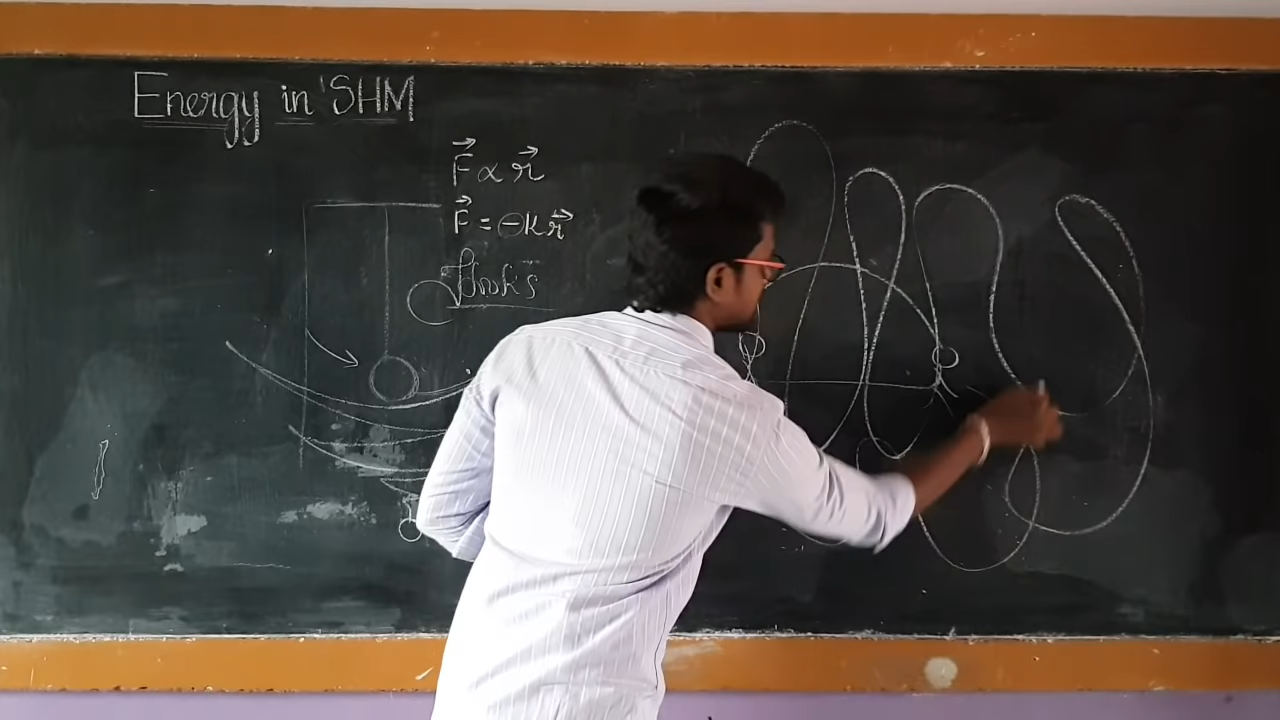 Energy in SHM
F⃗ ∝ r⃗
F⃗ = -k r⃗